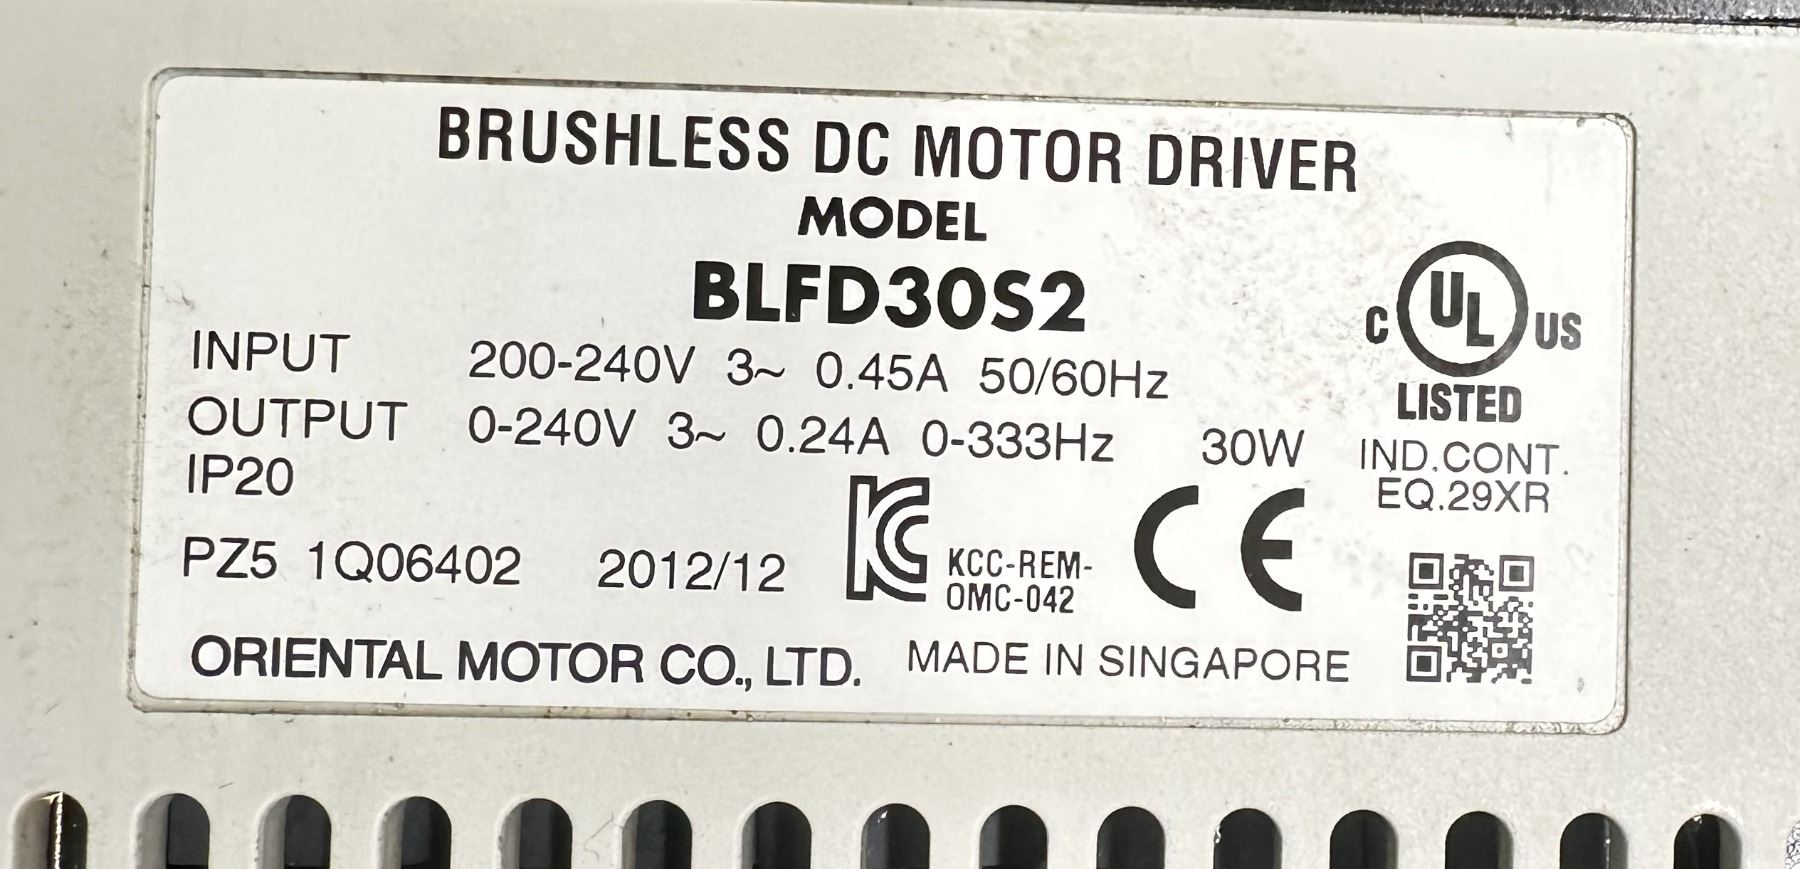 BRUSHLESS DC MOTOR DRIVER
MODEL
BLFD30S2
INPUT 200-240V 3~ 0.45A 50/60Hz
OUTPUT 0-240V 3~ 0.24A 0-333Hz 30W
IP20
C UL US
LISTED
IND.CONT.
EQ.29XR
PZ5 1Q06402 2012/12
KC KCC-REM-
OMC-042
CE
ORIENTAL MOTOR CO., LTD. MADE IN SINGAPORE